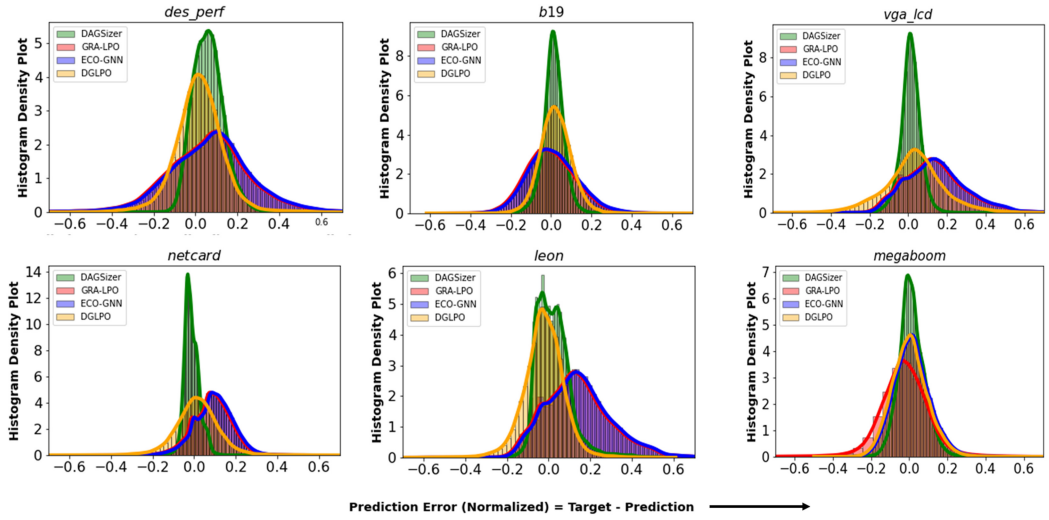 des_perf
Histogram Density Plot
5
4
3
2
1
0
DAGSizer
GRA-LPO
ECO-GNN
DGLPO
−0.6 −0.4 −0.2 0.0 0.2 0.4 0.6
b19
Histogram Density Plot
8
6
4
2
0
DAGSizer
GRA-LPO
ECO-GNN
DGLPO
−0.6 −0.4 −0.2 0.0 0.2 0.4 0.6
vga_lcd
Histogram Density Plot
8
6
4
2
0
DAGSizer
GRA-LPO
ECO-GNN
DGLPO
−0.6 −0.4 −0.2 0.0 0.2 0.4 0.6
netcard
Histogram Density Plot
14
12
10
8
6
4
2
0
DAGSizer
GRA-LPO
ECO-GNN
DGLPO
−0.6 −0.4 −0.2 0.0 0.2 0.4 0.6
leon
Histogram Density Plot
6
5
4
3
2
1
0
DAGSizer
GRA-LPO
ECO-GNN
DGLPO
−0.6 −0.4 −0.2 0.0 0.2 0.4 0.6
megaboom
Histogram Density Plot
7
6
5
4
3
2
1
0
DAGSizer
GRA-LPO
ECO-GNN
DGLPO
−0.6 −0.4 −0.2 0.0 0.2 0.4 0.6
Prediction Error (Normalized) = Target - Prediction